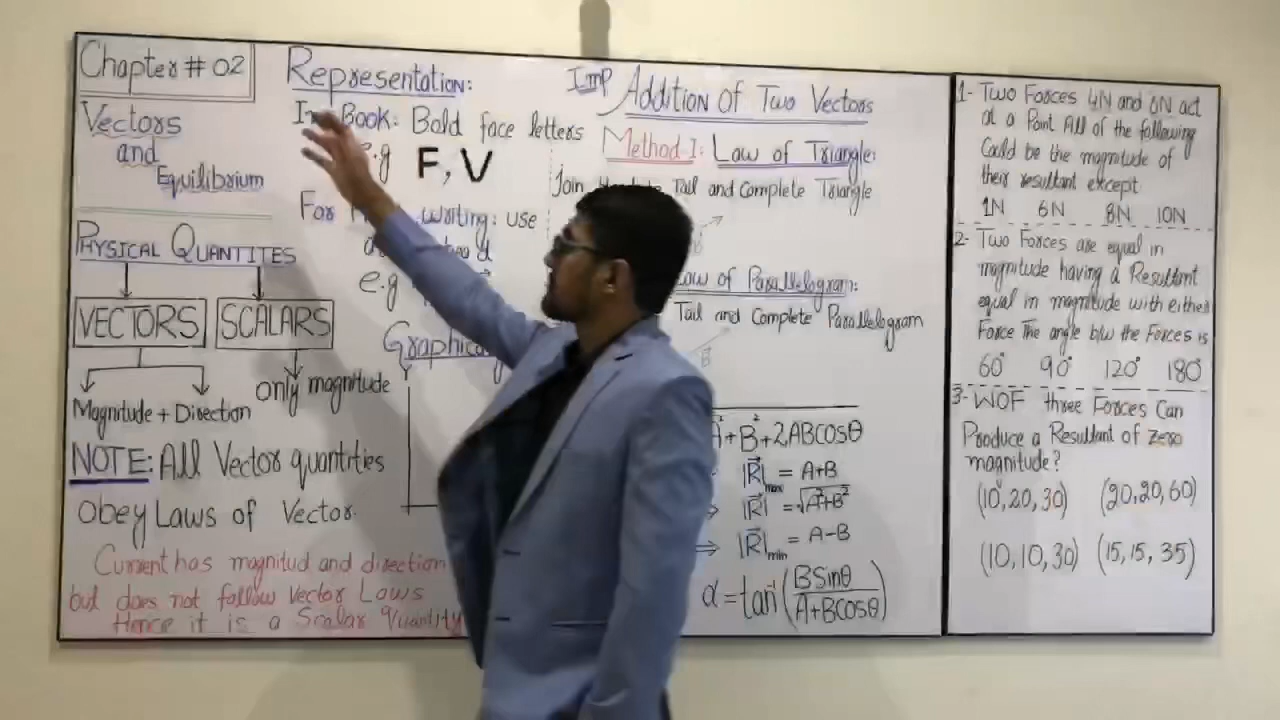 Chapter # 02
Vectors
and
Equilibrium
PHYSICAL QUANTITES
VECTORS
SCALARS
only magnitude
Magnitude + Direction
NOTE: All Vector quantities
obey Laws of Vector
Current has magnitud and direction
but does not follow Vector Laws
Hence it is a Scalar quantity
Representation:
Book: Bold face letters
e.g F, V
For writing: use
e.g
Imp Addition of Two Vectors
Method-I: Law of Triangle:
Join Tail and Complete Triangle
Law of Parallelogram:
Tail and Complete Parallelogram
B⃗
+B²+2ABCosθ
|R⃗|max = A+B
⇒ |R⃗| = √A²+B²
⇒ |R⃗|min = A-B
α = tan⁻¹(BSinθ/A+BCosθ)
1- Two Forces 4N and 6N act
at a Point All of the following
Could be the magnitude of
their resultant except
1N 6N 8N 10N
2- Two Forces are equal in
magnitude having a Resultant
equal in magnitude with either
Force The angle b/w the Forces is
60° 90° 120° 180°
3- WOF three Forces Can
Produce a Resultant of zero
magnitude?
(10,20,30) (20,20,60)
(10,10,30) (15,15,35)